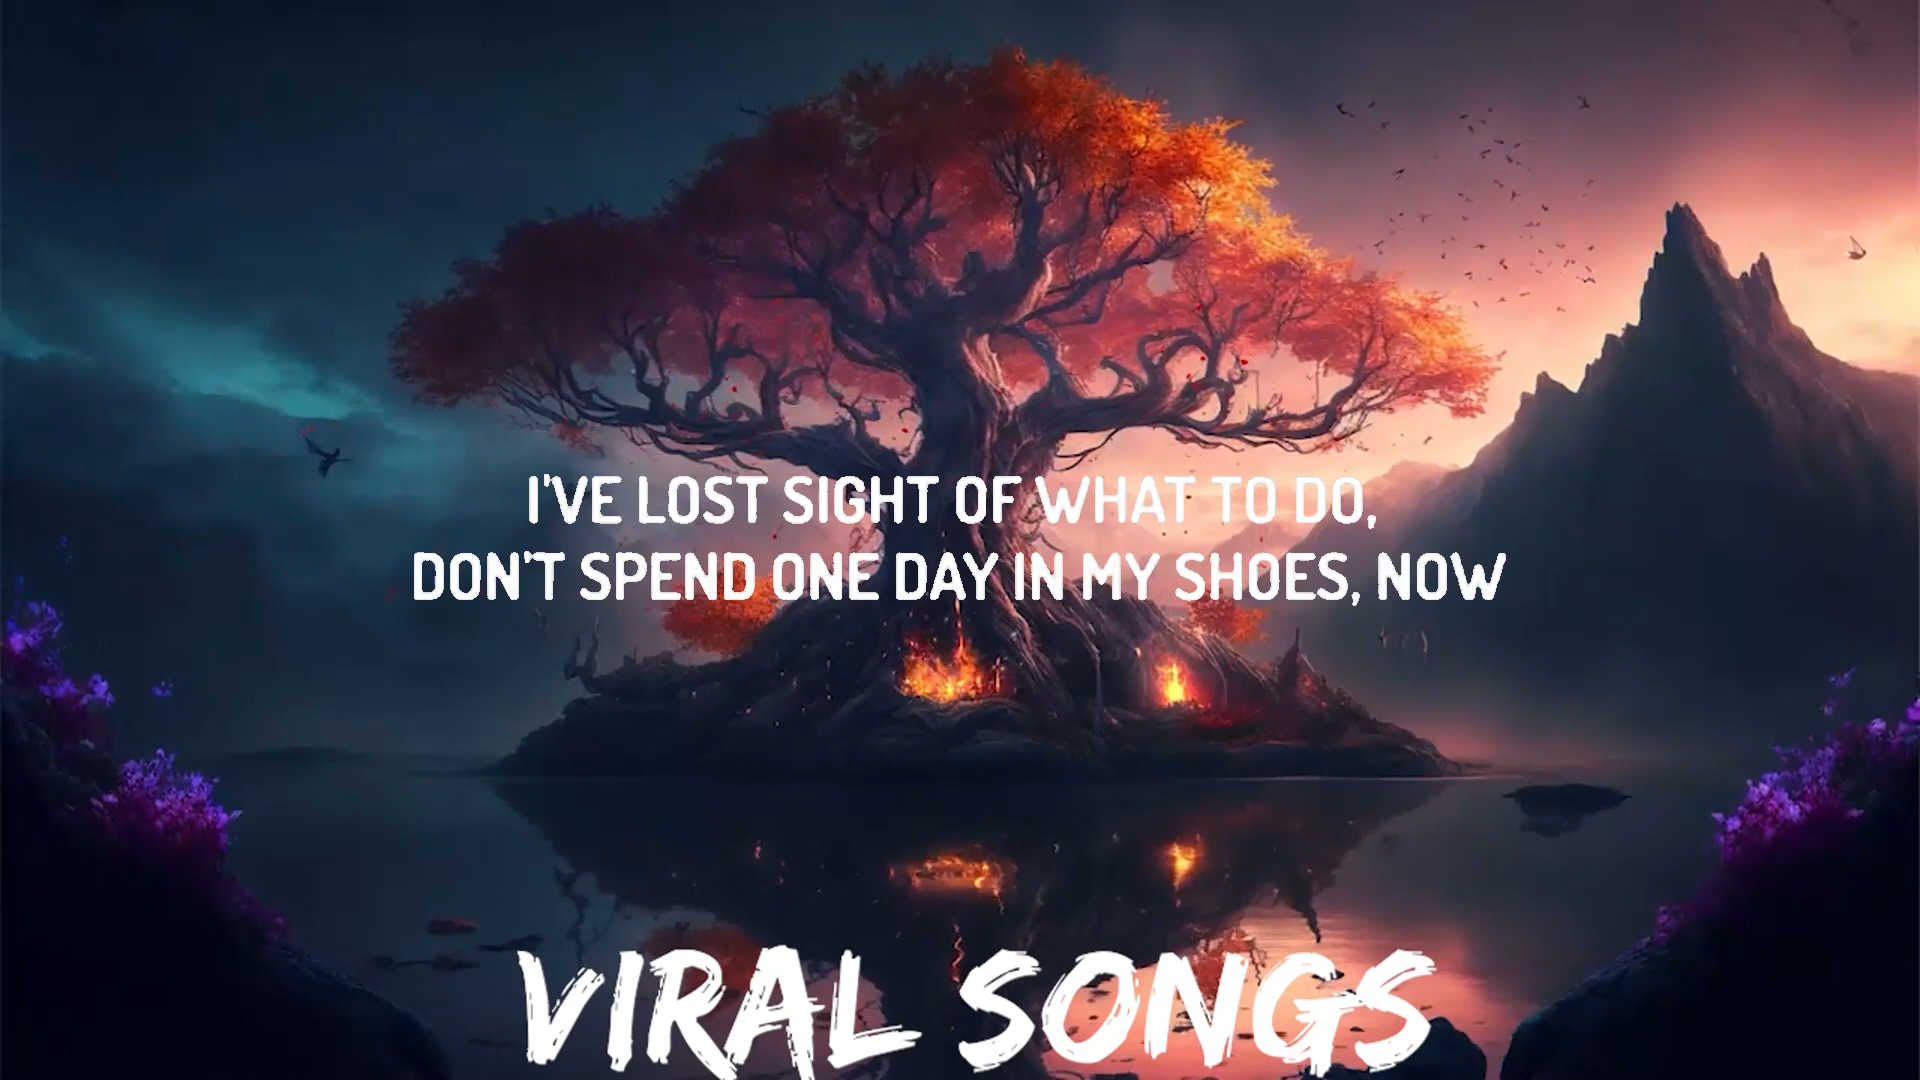 I'VE LOST SIGHT OF WHAT TO DO,
DON'T SPEND ONE DAY IN MY SHOES, NOW
VIRAL SONGS